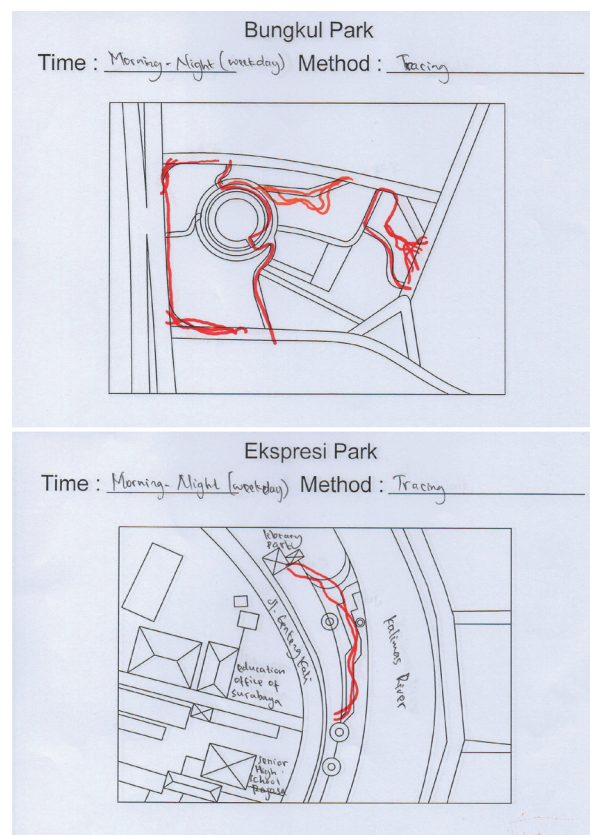 Bungkul Park
Time : Morning-Night (weekday) Method : Tracing
Ekspresi Park
Time : Morning-Night (weekday) Method : Tracing
library
park
Jl. Genteng Kali
Kalimas River
education
office of
surabaya
senior
High
school